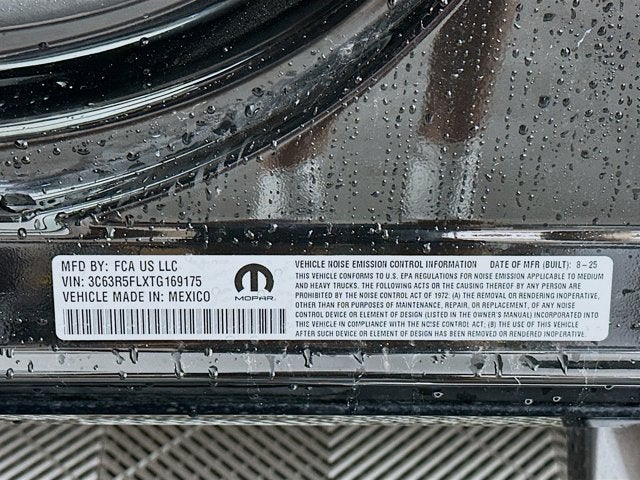 MFD BY: FCA US LLC
VIN: 3C63R5FLXTG169175
VEHICLE MADE IN: MEXICO
MOPAR
VEHICLE NOISE EMISSION CONTROL INFORMATION DATE OF MFR (BUILT): 8-25
THIS VEHICLE CONFORMS TO U.S. EPA REGULATIONS FOR NOISE EMISSION APPLICABLE TO MEDIUM
AND HEAVY TRUCKS. THE FOLLOWING ACTS OR THE CAUSING THEREOF BY ANY PERSON ARE
PROHIBITED BY THE NOISE CONTROL ACT OF 1972: (A) THE REMOVAL OR RENDERING INOPERATIVE,
OTHER THAN FOR PURPOSES OF MAINTENANCE, REPAIR, OR REPLACEMENT, OF ANY NOISE
CONTROL DEVICE OR ELEMENT OF DESIGN (LISTED IN THE OWNER'S MANUAL) INCORPORATED INTO
THIS VEHICLE IN COMPLIANCE WITH THE NOISE CONTROL ACT; (B) THE USE OF THIS VEHICLE
AFTER SUCH DEVICE OR ELEMENT OF DESIGN HAS BEEN REMOVED OR RENDERED INOPERATIVE.